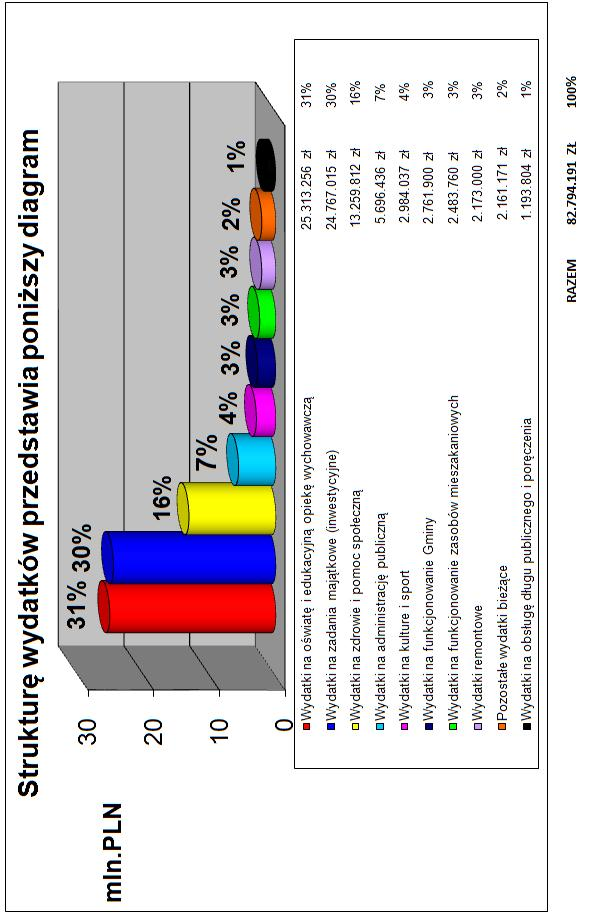 Strukturę wydatków przedstawia poniższy diagram
mln.PLN
30
20
10
0
31%
30%
16%
7%
4%
3%
3%
3%
2%
1%
Wydatki na oświatę i edukacyjną opiekę wychowawczą 25.313.256 zł 31%
Wydatki na zadania majątkowe (inwestycyjne) 24.767.015 zł 30%
Wydatki na zdrowie i pomoc społeczną 13.259.812 zł 16%
Wydatki na administrację publiczną 5.696.436 zł 7%
Wydatki na kulture i sport 2.984.037 zł 4%
Wydatki na funkcjonowanie Gminy 2.761.900 zł 3%
Wydatki na funkcjonowanie zasobów mieszakaniowych 2.483.760 zł 3%
Wydatki remontowe 2.173.000 zł 3%
Pozostałe wydatki bieżące 2.161.171 zł 2%
Wydatki na obsługę długu publicznego i poręczenia 1.193.804 zł 1%
RAZEM 82.794.191 ZŁ 100%